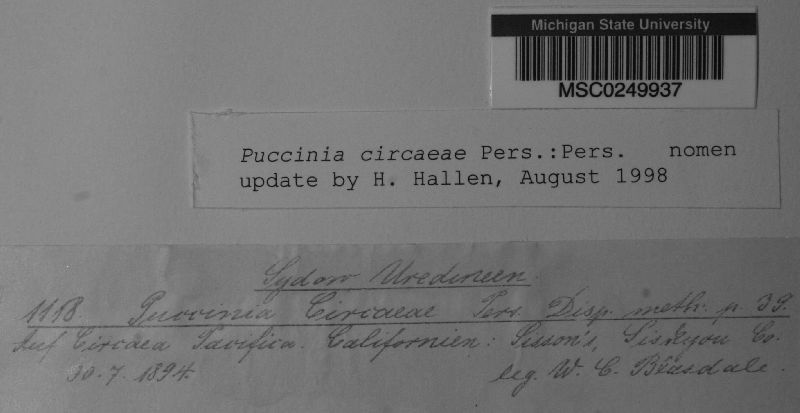 Michigan State University
MSC0249937
Puccinia circaeae Pers.:Pers. nomen
update by H. Hallen, August 1998
Sydow Uredineen.
1118. Puccinia Circaeae Pers. Disp. meth. p. 39.
Auf Circaea Pacifica. Californien: Sisson's, Siskeyou Co.
30.7.1894. leg. W. C. Blasdale.